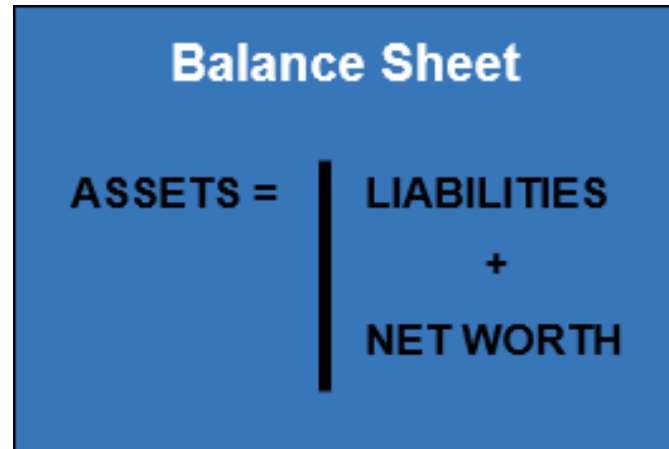 Balance Sheet
ASSETS =
LIABILITIES
+
NET WORTH